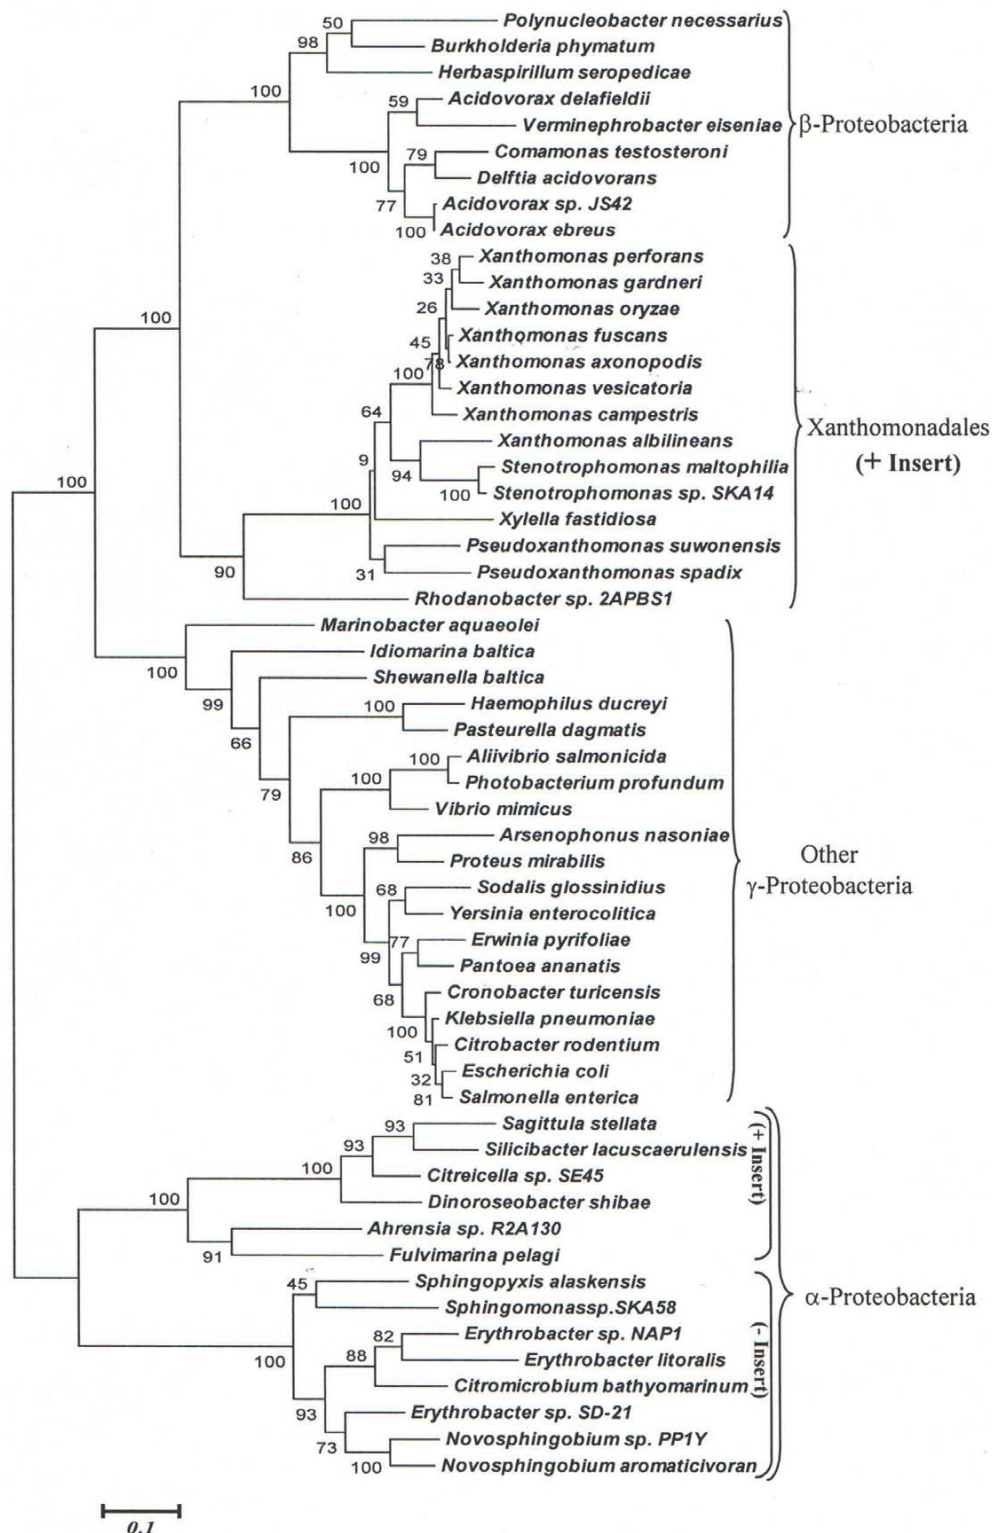 50
Polynucleobacter necessarius
98
Burkholderia phymatum
Herbaspirillum seropedicae
100
59
Acidovorax delafieldii
Verminephrobacter eiseniae
β-Proteobacteria
79
Comamonas testosteroni
100
Delftia acidovorans
77
Acidovorax sp. JS42
100
Acidovorax ebreus
38
Xanthomonas perforans
33
Xanthomonas gardneri
26
Xanthomonas oryzae
100
45
Xanthomonas fuscans
78
Xanthomonas axonopodis
100
Xanthomonas vesicatoria
64
Xanthomonas campestris
Xanthomonadales
(+ Insert)
Xanthomonas albilineans
9
94
Stenotrophomonas maltophilia
100
100
Stenotrophomonas sp. SKA14
100
Xylella fastidiosa
Pseudoxanthomonas suwonensis
90
31
Pseudoxanthomonas spadix
Rhodanobacter sp. 2APBS1
Marinobacter aquaeolei
100
Idiomarina baltica
99
Shewanella baltica
66
100
Haemophilus ducreyi
Pasteurella dagmatis
79
100
Aliivibrio salmonicida
100
Photobacterium profundum
Vibrio mimicus
86
98
Arsenophonus nasoniae
Proteus mirabilis
Other
γ-Proteobacteria
100
68
Sodalis glossinidius
Yersinia enterocolitica
99
77
Erwinia pyrifoliae
Pantoea ananatis
68
Cronobacter turicensis
100
Klebsiella pneumoniae
51
Citrobacter rodentium
32
Escherichia coli
81
Salmonella enterica
93
Sagittula stellata
93
Silicibacter lacuscaerulensis
100
Citreicella sp. SE45
(+ Insert)
100
Dinoroseobacter shibae
Ahrensia sp. R2A130
91
Fulvimarina pelagi
45
Sphingopyxis alaskensis
α-Proteobacteria
Sphingomonassp.SKA58
82
Erythrobacter sp. NAP1
100
88
Erythrobacter litoralis
Citromicrobium bathyomarinum
(- Insert)
93
Erythrobacter sp. SD-21
73
Novosphingobium sp. PP1Y
100
Novosphingobium aromaticivoran
0.1